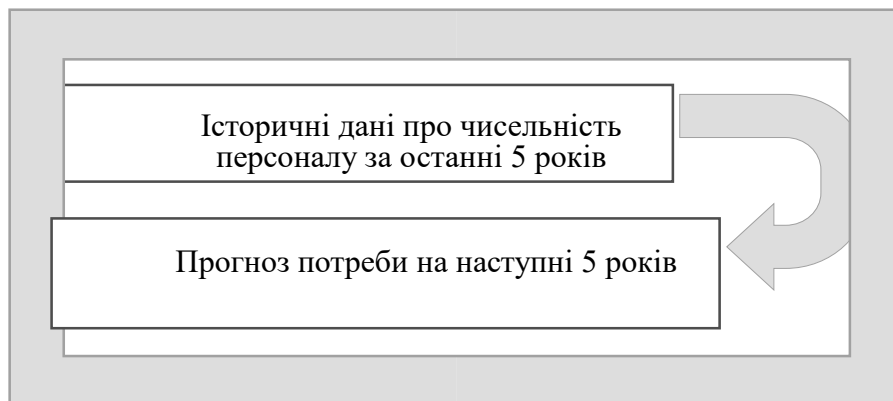 Історичні дані про чисельність
персоналу за останні 5 років
Прогноз потреби на наступні 5 років